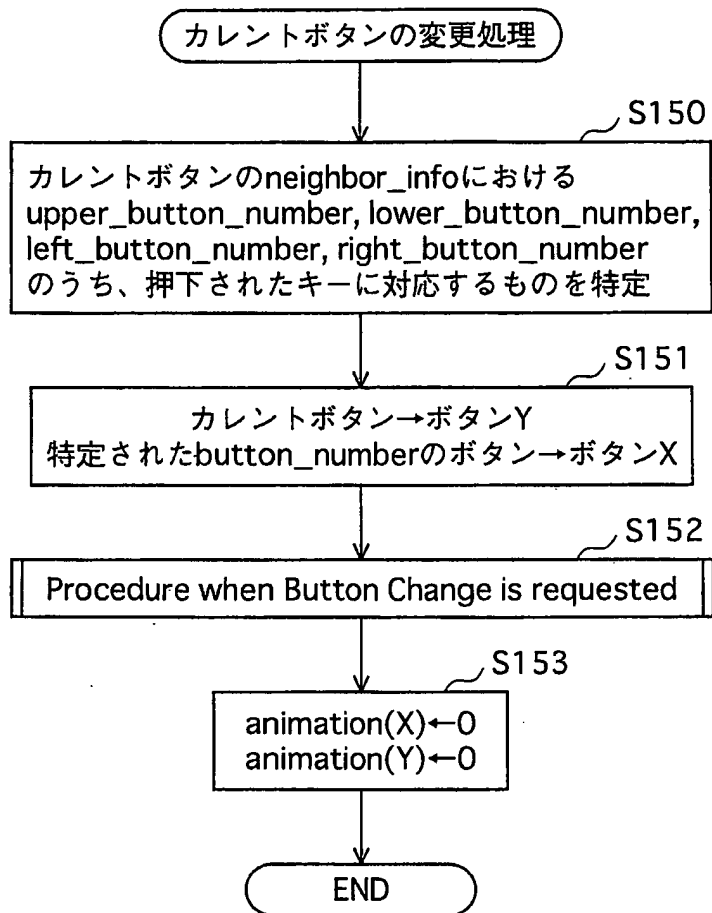 カレントボタンの変更処理
S150
カレントボタンのneighbor_infoにおける
upper_button_number, lower_button_number,
left_button_number, right_button_number
のうち、押下されたキーに対応するものを特定
S151
カレントボタン→ボタンY
特定されたbutton_numberのボタン→ボタンX
S152
Procedure when Button Change is requested
S153
animation(X)←0
animation(Y)←0
END